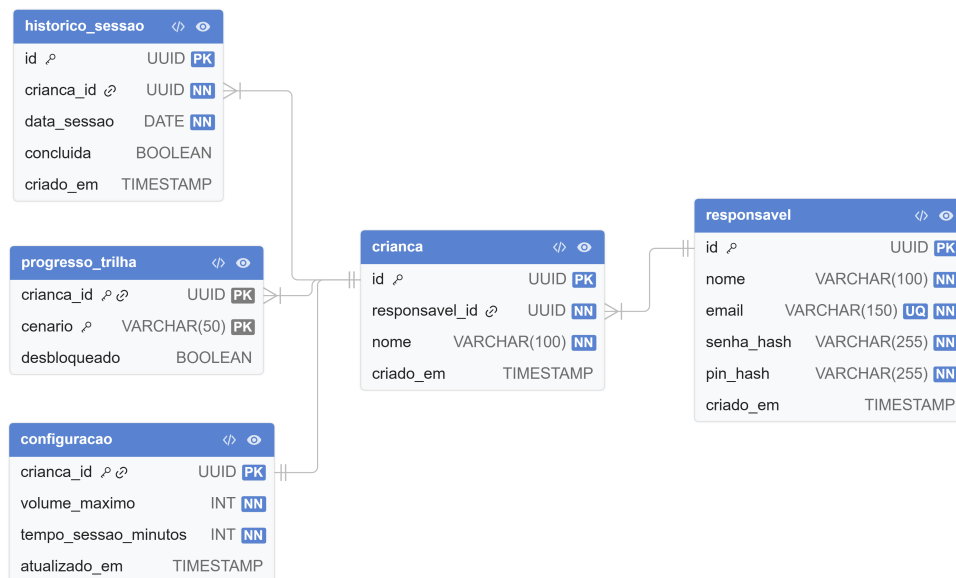 historico_sessao
id UUID PK
crianca_id UUID NN
data_sessao DATE NN
concluida BOOLEAN
criado_em TIMESTAMP
progresso_trilha
crianca_id UUID PK
cenario VARCHAR(50) PK
desbloqueado BOOLEAN
configuracao
crianca_id UUID PK
volume_maximo INT NN
tempo_sessao_minutos INT NN
atualizado_em TIMESTAMP
crianca
id UUID PK
responsavel_id UUID NN
nome VARCHAR(100) NN
criado_em TIMESTAMP
responsavel
id UUID PK
nome VARCHAR(100) NN
email VARCHAR(150) UQ NN
senha_hash VARCHAR(255) NN
pin_hash VARCHAR(255) NN
criado_em TIMESTAMP